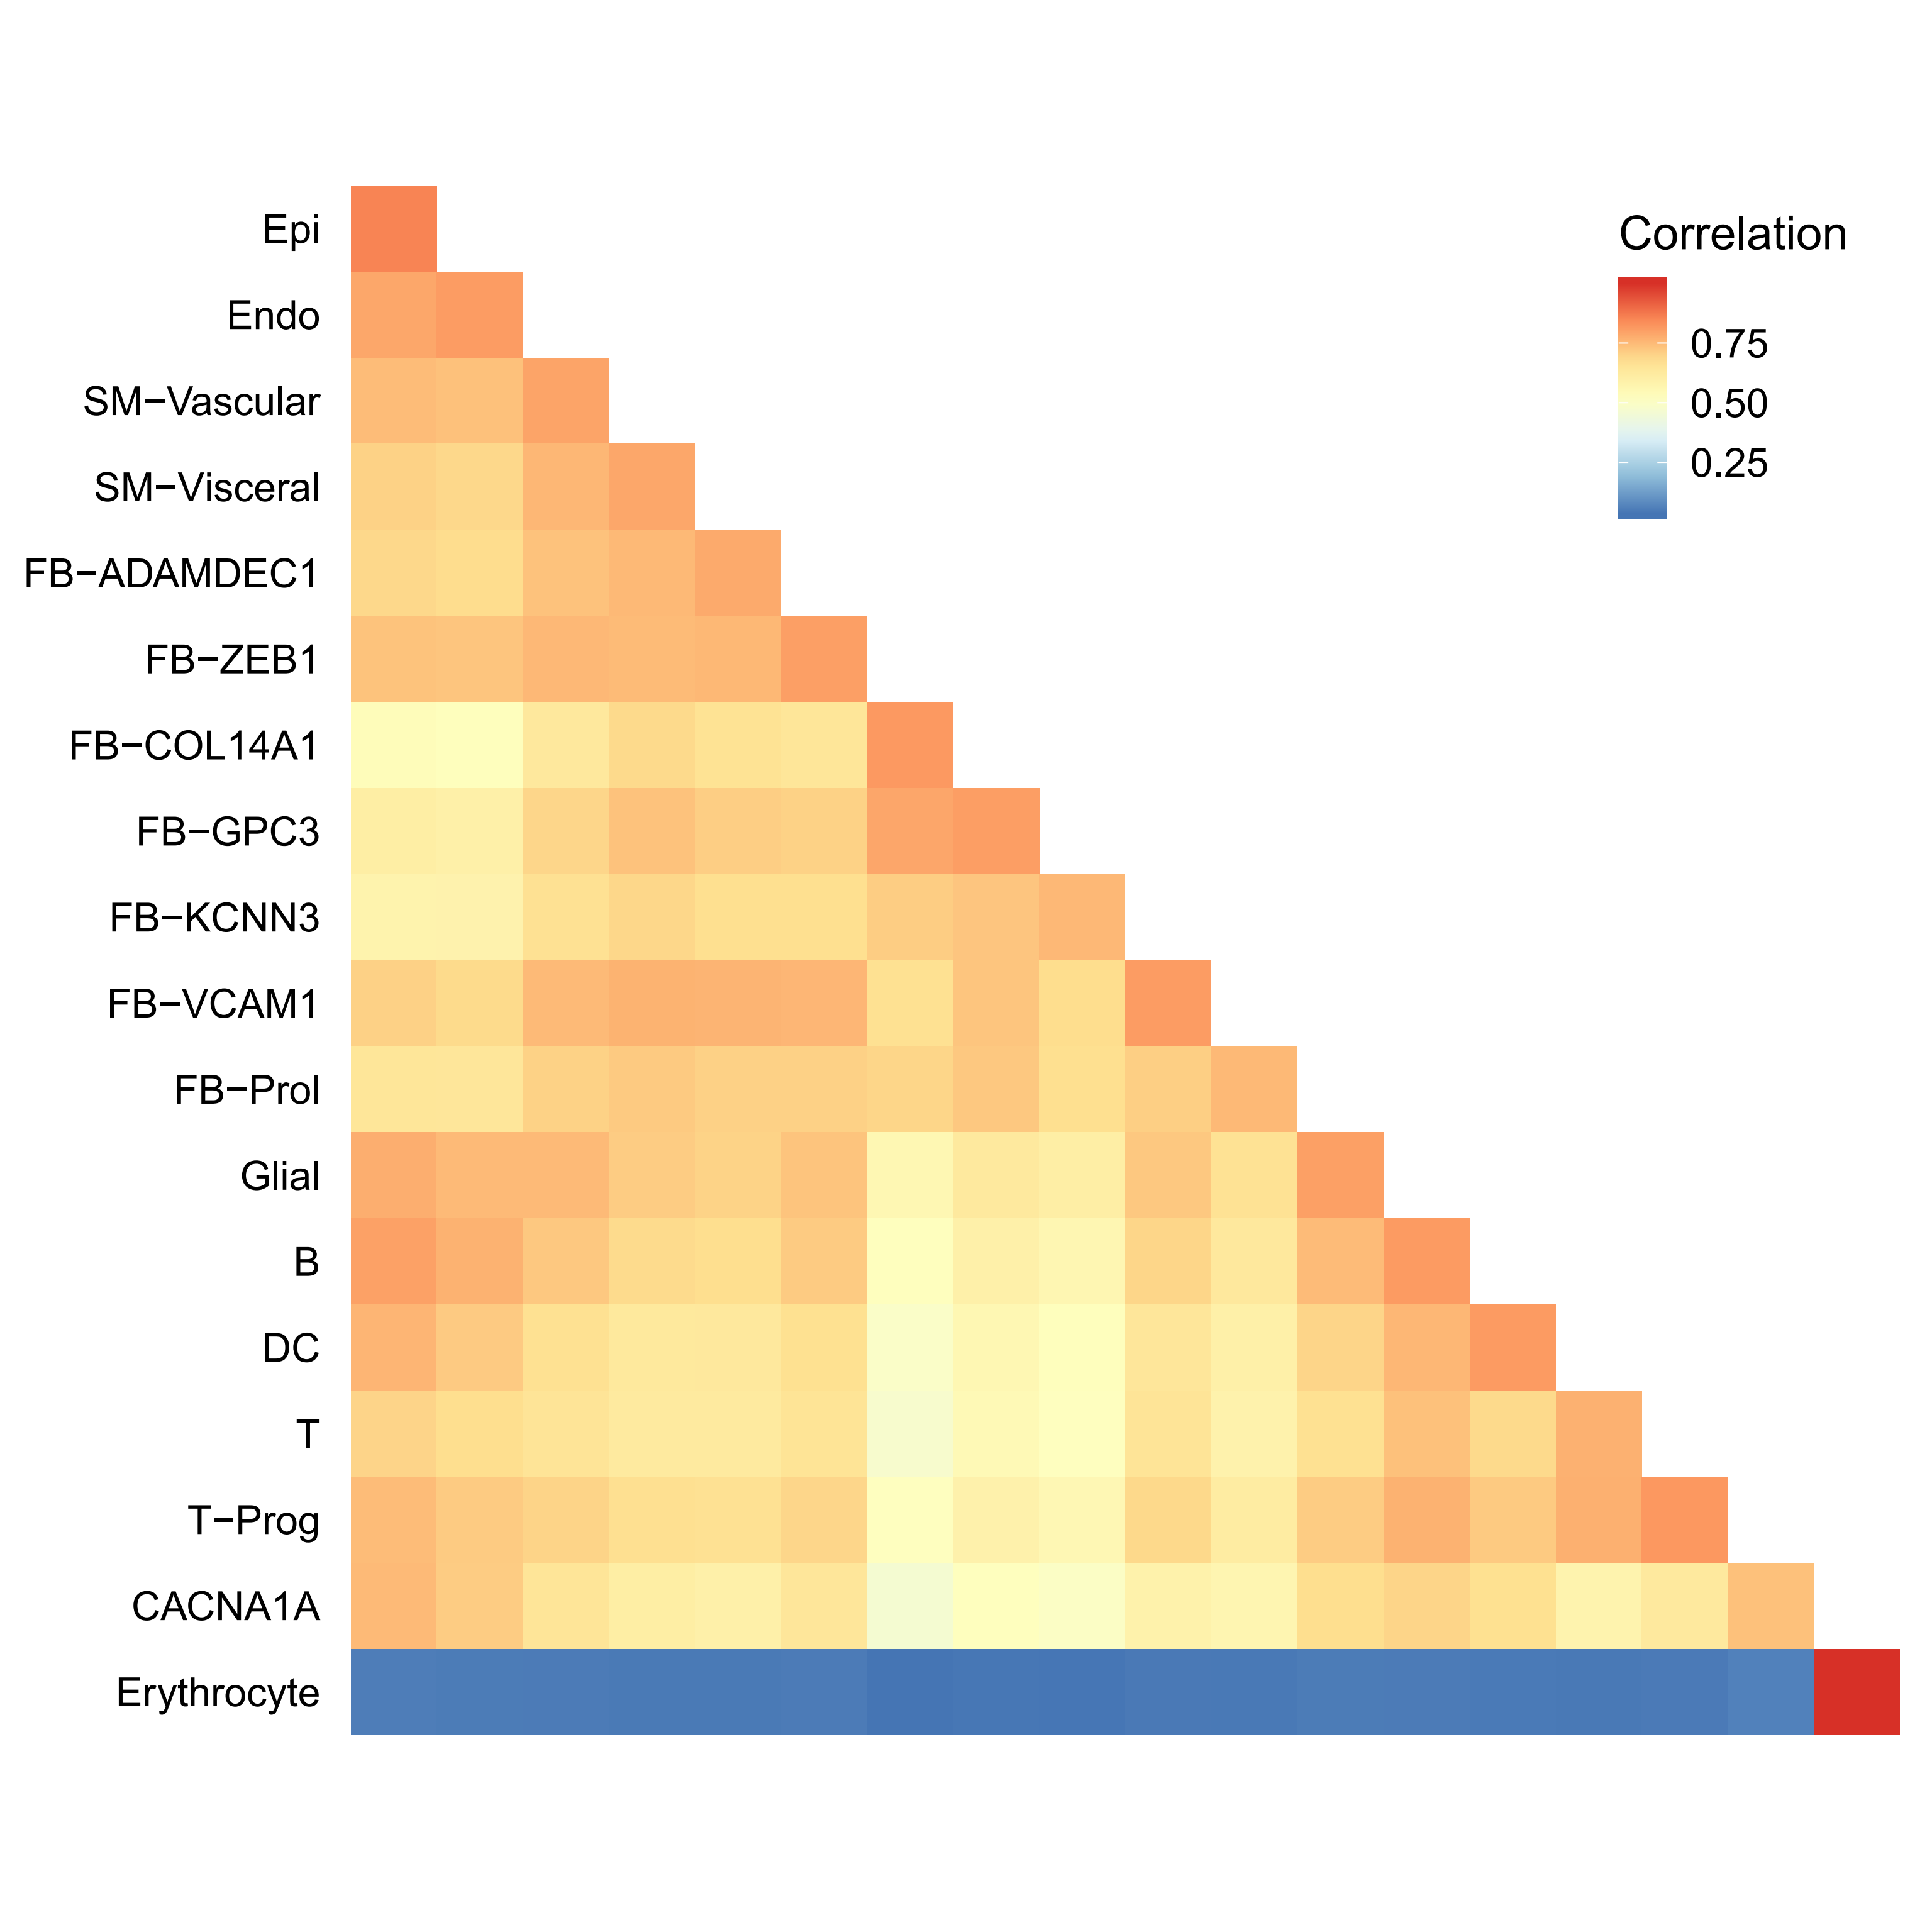 Epi
Endo
SM−Vascular
SM−Visceral
FB−ADAMDEC1
FB−ZEB1
FB−COL14A1
FB−GPC3
FB−KCNN3
FB−VCAM1
FB−Prol
Glial
B
DC
T
T−Prog
CACNA1A
Erythrocyte
Correlation
0.75
0.50
0.25